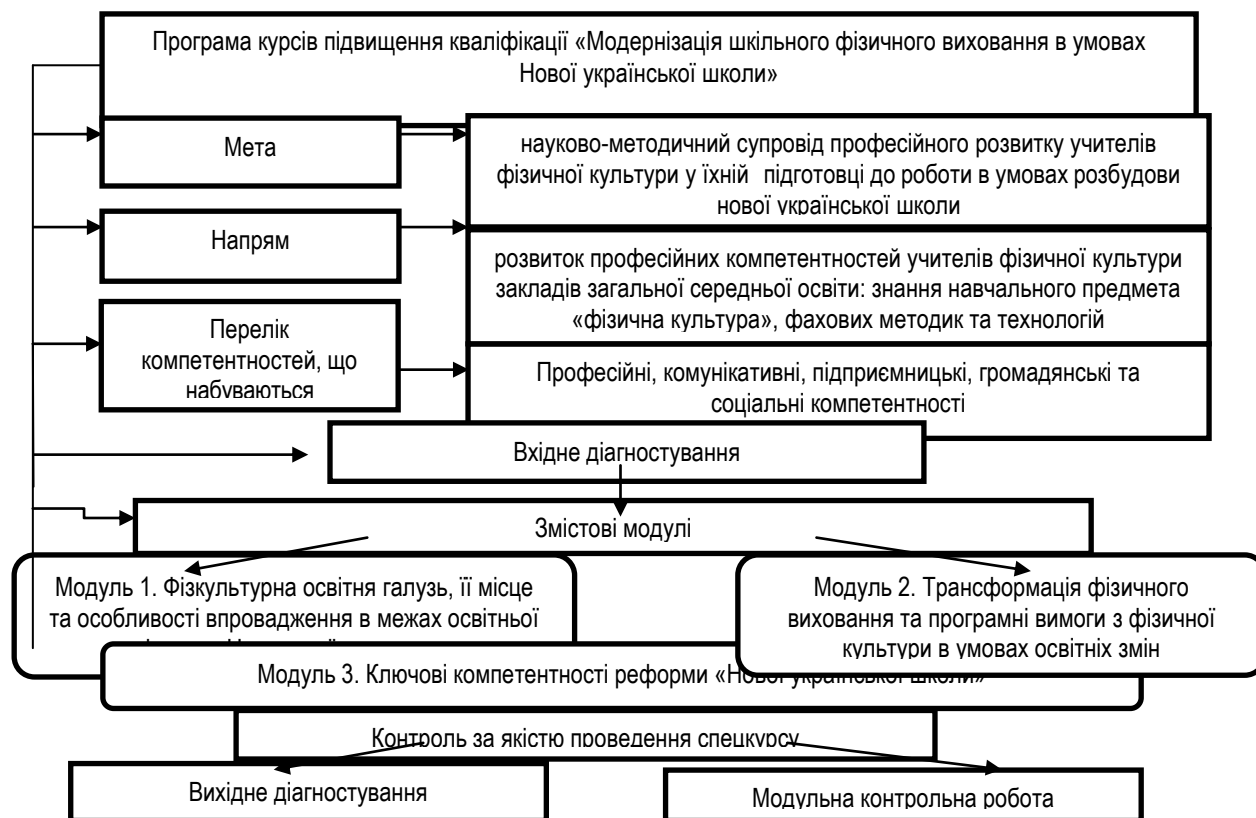 Програма курсів підвищення кваліфікації «Модернізація шкільного фізичного виховання в умовах
Нової української школи»
Мета
науково-методичний супровід професійного розвитку учителів
фізичної культури у їхній підготовці до роботи в умовах розбудови
нової української школи
Напрям
розвиток професійних компетентностей учителів фізичної культури
закладів загальної середньої освіти: знання навчального предмета
«фізична культура», фахових методик та технологій
Перелік
компетентностей, що
набуваються
Професійні, комунікативні, підприємницькі, громадянські та
соціальні компетентності
Вхідне діагностування
Змістові модулі
Модуль 1. Фізкультурна освітня галузь, її місце
та особливості впровадження в межах освітньої
Модуль 2. Трансформація фізичного
виховання та програмні вимоги з фізичної
культури в умовах освітніх змін
Модуль 3. Ключові компетентності реформи «Нової української школи»
Контроль за якістю проведення спецкурсу
Вихідне діагностування
Модульна контрольна робота